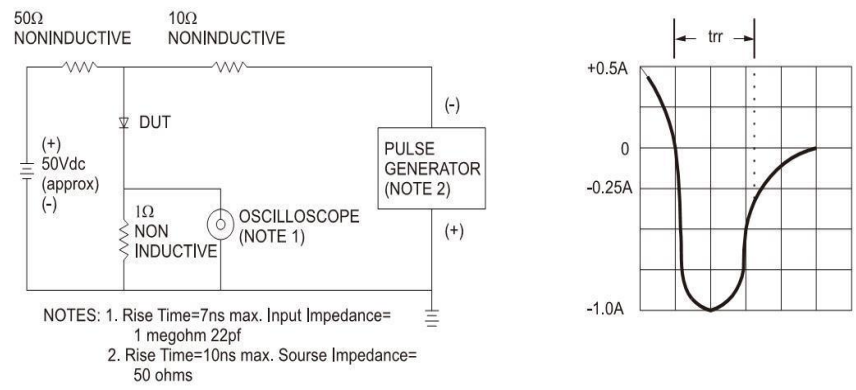 50Ω
NONINDUCTIVE
10Ω
NONINDUCTIVE
DUT
(+)
50Vdc
(approx)
(-)
1Ω
NON
INDUCTIVE
OSCILLOSCOPE
(NOTE 1)
(-)
PULSE
GENERATOR
(NOTE 2)
(+)
NOTES: 1. Rise Time=7ns max. Input Impedance=
1 megohm 22pf
2. Rise Time=10ns max. Sourse Impedance=
50 ohms
trr
+0.5A
0
-0.25A
-1.0A